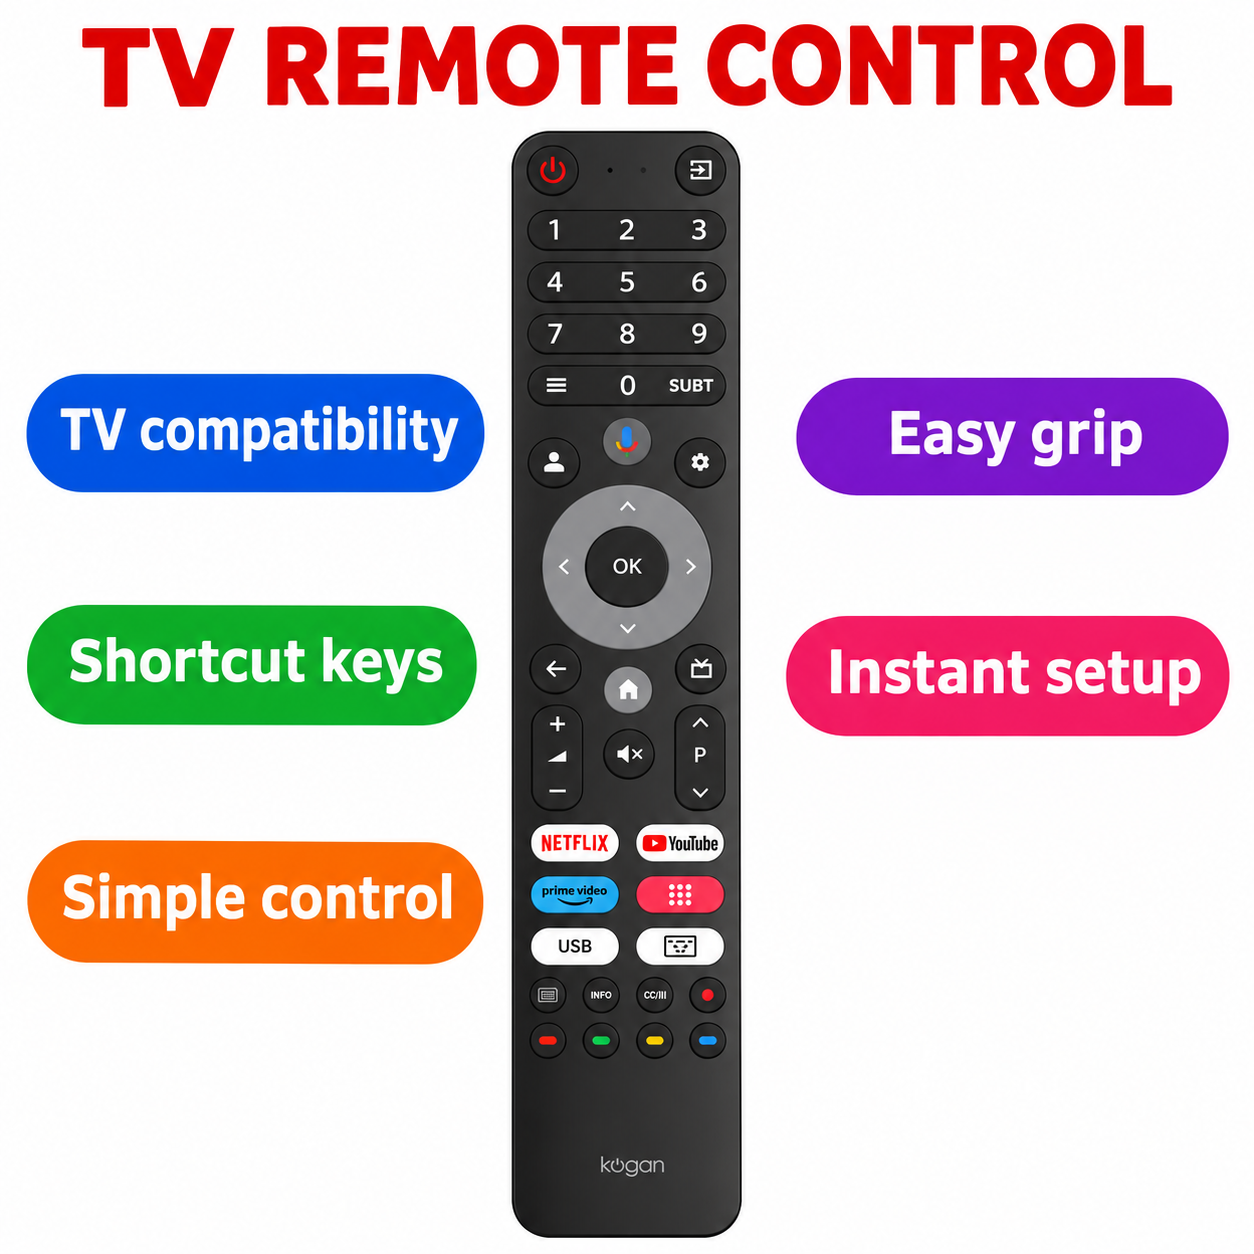 TV REMOTE CONTROL
1 2 3
4 5 6
7 8 9
0 SUBT
TV compatibility
Easy grip
OK
Shortcut keys
Instant setup
P
NETFLIX YouTube
prime video
Simple control
USB
INFO CC/III
kogan